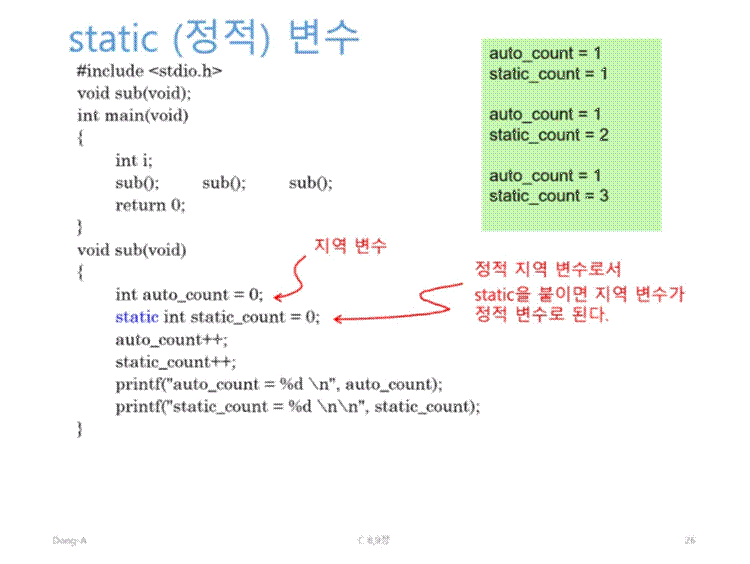 static (정적) 변수
#include <stdio.h>
void sub(void);
int main(void)
{
int i;
sub(); sub(); sub();
return 0;
}
void sub(void)
{
int auto_count = 0;
static int static_count = 0;
auto_count++;
static_count++;
printf("auto_count = %d \n", auto_count);
printf("static_count = %d \n\n", static_count);
}
auto_count = 1
static_count = 1
auto_count = 1
static_count = 2
auto_count = 1
static_count = 3
지역 변수
정적 지역 변수로서
static을 붙이면 지역 변수가
정적 변수로 된다.
Dong-A
C 8,9장
26